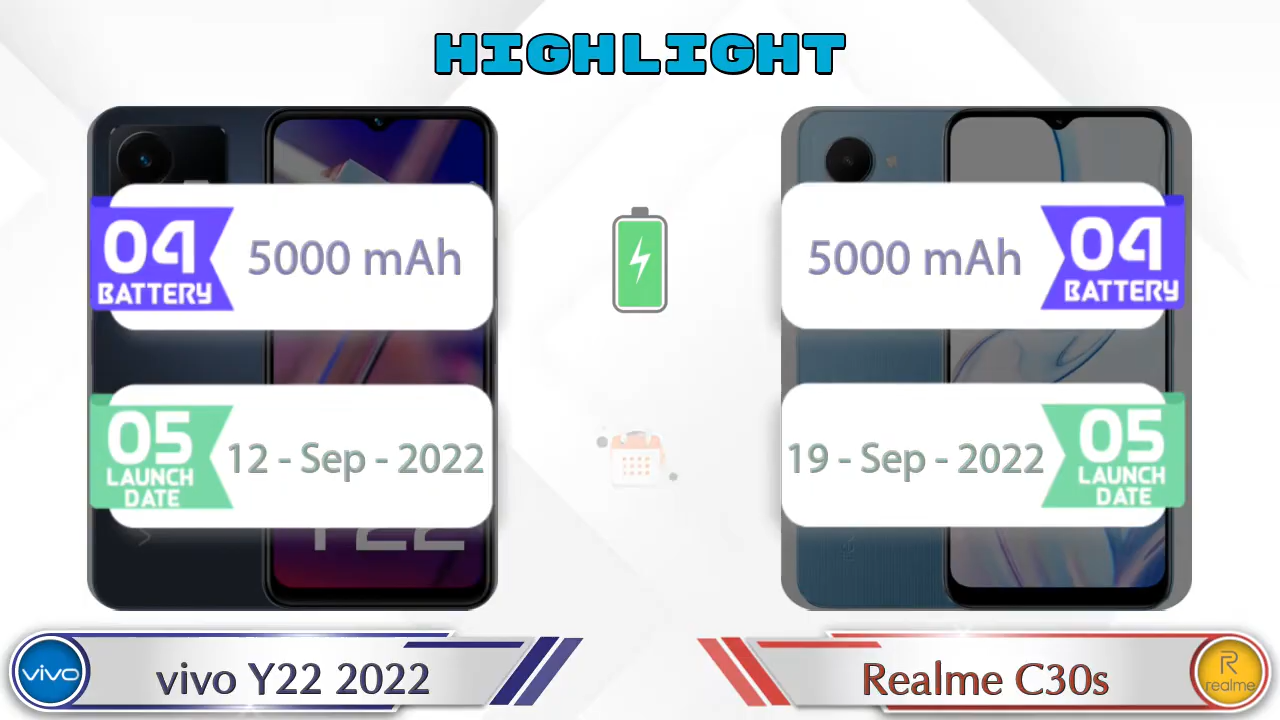 HIGHLIGHT
04
BATTERY
5000 mAh
5000 mAh
04
BATTERY
05
LAUNCH
DATE
12 - Sep - 2022
19 - Sep - 2022
05
LAUNCH
DATE
Y22
vivo
vivo Y22 2022
Realme C30s
R
realme